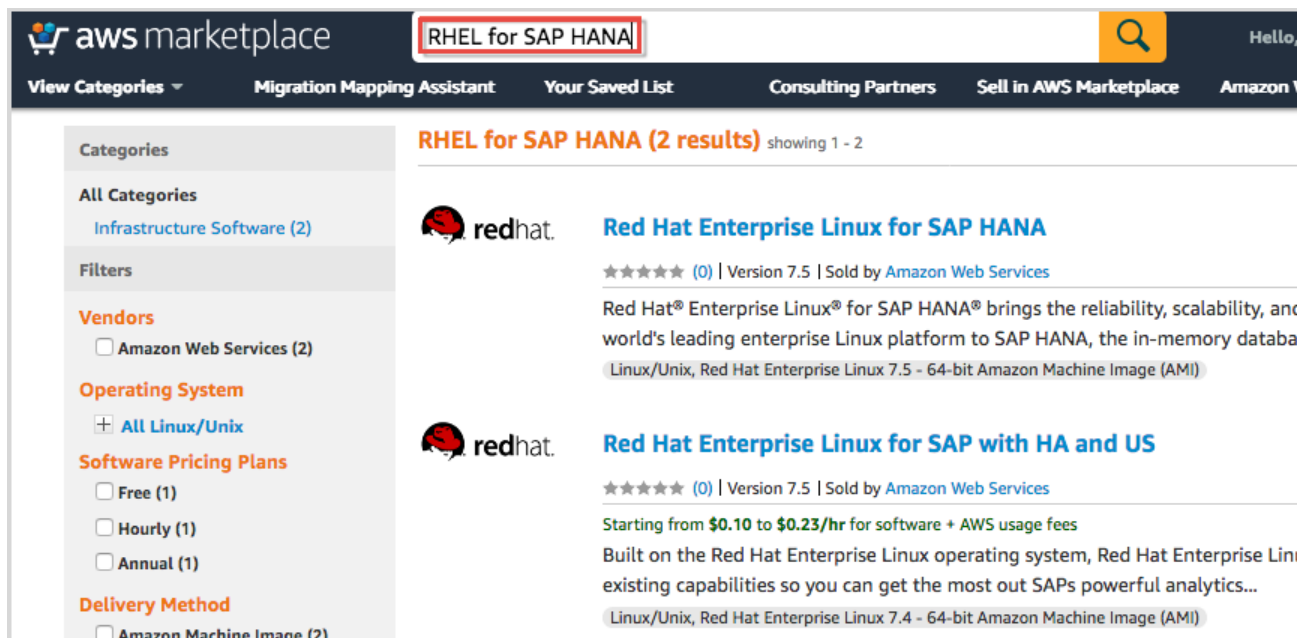 aws marketplace
RHEL for SAP HANA
Hello,
View Categories
Migration Mapping Assistant
Your Saved List
Consulting Partners
Sell in AWS Marketplace
Amazon
Categories
All Categories
Infrastructure Software (2)
Filters
Vendors
Amazon Web Services (2)
Operating System
All Linux/Unix
Software Pricing Plans
Free (1)
Hourly (1)
Annual (1)
Delivery Method
Amazon Machine Image (2)
RHEL for SAP HANA (2 results) showing 1 - 2
redhat.
Red Hat Enterprise Linux for SAP HANA
(0) | Version 7.5 | Sold by Amazon Web Services
Red Hat® Enterprise Linux® for SAP HANA® brings the reliability, scalability, and
world's leading enterprise Linux platform to SAP HANA, the in-memory databa
Linux/Unix, Red Hat Enterprise Linux 7.5 - 64-bit Amazon Machine Image (AMI)
redhat.
Red Hat Enterprise Linux for SAP with HA and US
(0) | Version 7.5 | Sold by Amazon Web Services
Starting from $0.10 to $0.23/hr for software + AWS usage fees
Built on the Red Hat Enterprise Linux operating system, Red Hat Enterprise Lin
existing capabilities so you can get the most out SAPs powerful analytics...
Linux/Unix, Red Hat Enterprise Linux 7.4 - 64-bit Amazon Machine Image (AMI)